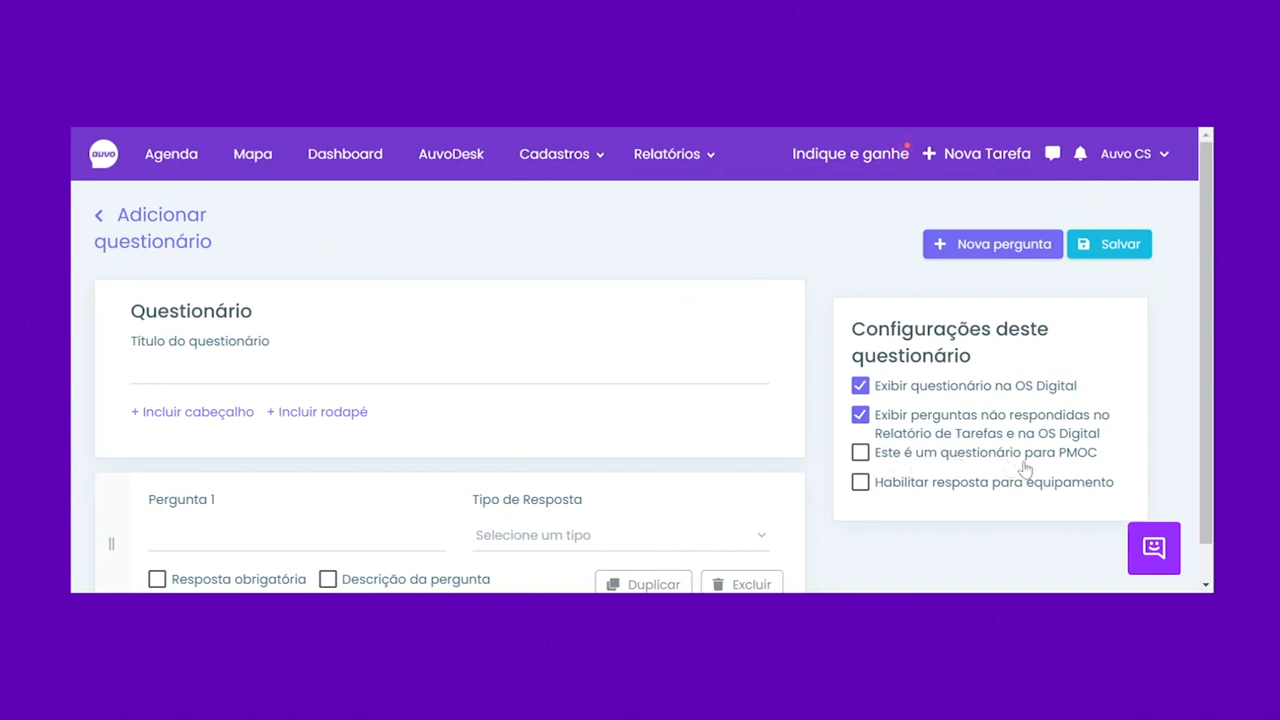 auvo Agenda Mapa Dashboard AuvoDesk Cadastros Relatórios Indique e ganhe + Nova Tarefa Auvo CS
Adicionar
questionário
+ Nova pergunta Salvar
Questionário
Título do questionário
+ Incluir cabeçalho + Incluir rodapé
Configurações deste
questionário
Exibir questionário na OS Digital
Exibir perguntas não respondidas no
Relatório de Tarefas e na OS Digital
Este é um questionário para PMOC
Habilitar resposta para equipamento
Pergunta 1 Tipo de Resposta
Selecione um tipo
Resposta obrigatória Descrição da pergunta Duplicar Excluir